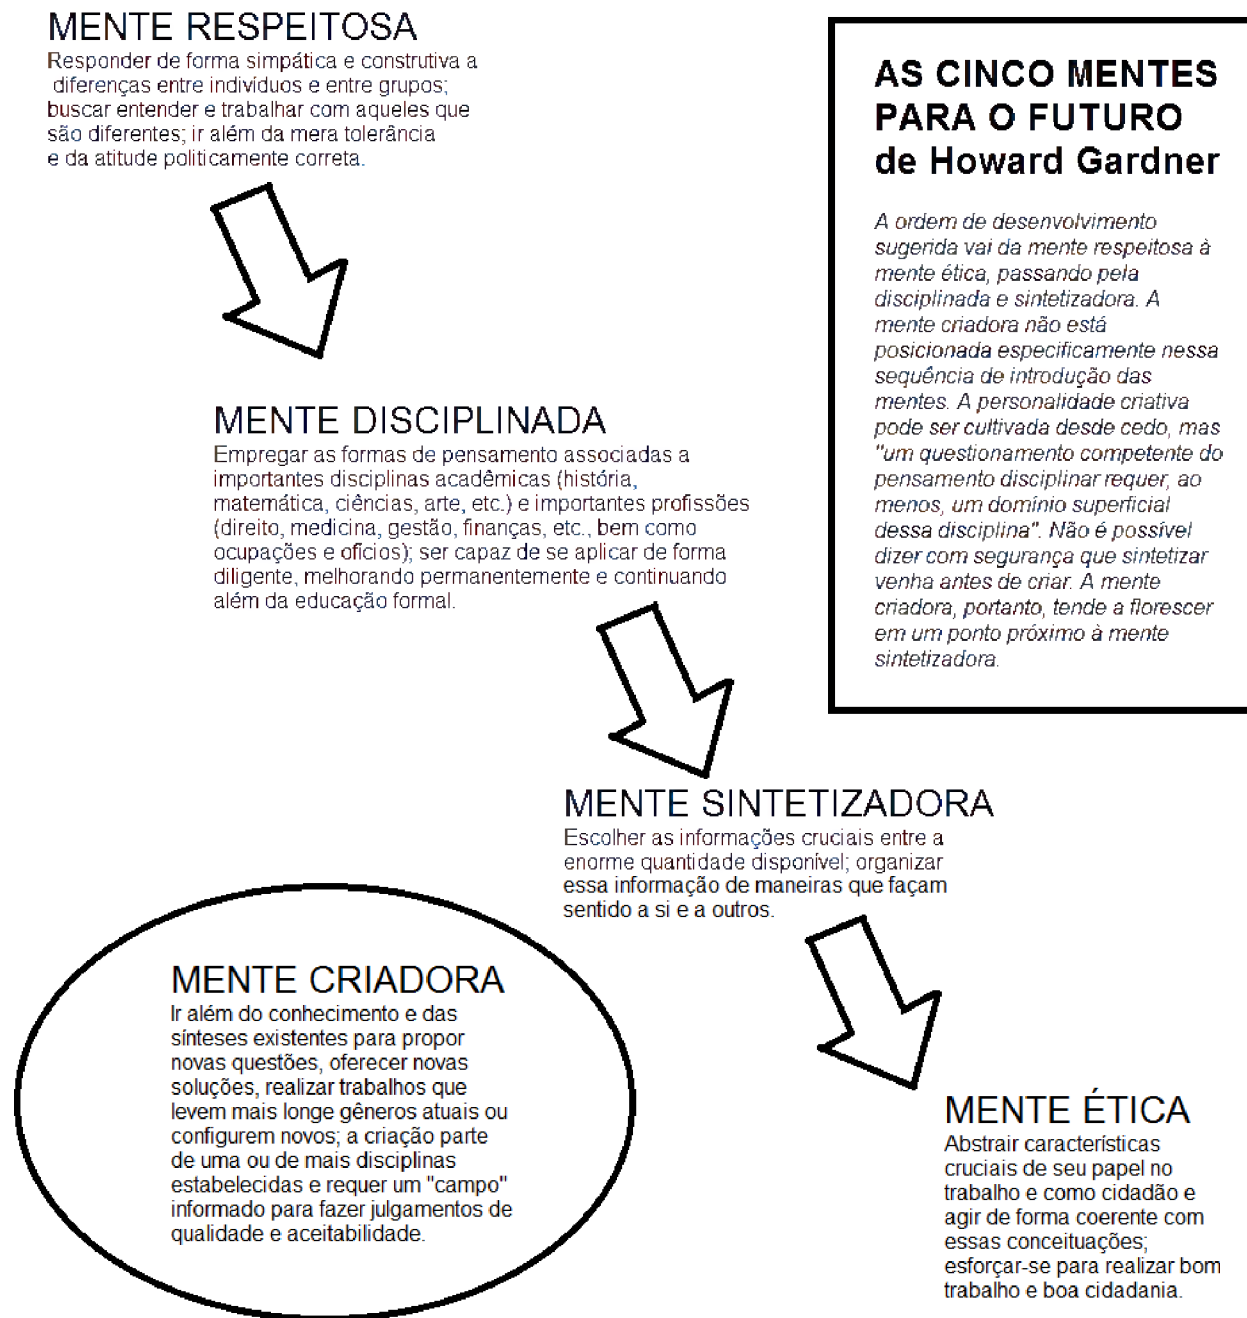 MENTE RESPEITOSA
Responder de forma simpática e construtiva a
diferenças entre indivíduos e entre grupos;
buscar entender e trabalhar com aqueles que
são diferentes; ir além da mera tolerância
e da atitude politicamente correta.
AS CINCO MENTES
PARA O FUTURO
de Howard Gardner
A ordem de desenvolvimento
sugerida vai da mente respeitosa à
mente ética, passando pela
disciplinada e sintetizadora. A
mente criadora não está
posicionada especificamente nessa
sequência de introdução das
mentes. A personalidade criativa
pode ser cultivada desde cedo, mas
"um questionamento competente do
pensamento disciplinar requer, ao
menos, um domínio superficial
dessa disciplina". Não é possível
dizer com segurança que sintetizar
venha antes de criar. A mente
criadora, portanto, tende a florescer
em um ponto próximo à mente
sintetizadora.
MENTE DISCIPLINADA
Empregar as formas de pensamento associadas a
importantes disciplinas acadêmicas (história,
matemática, ciências, arte, etc.) e importantes profissões
(direito, medicina, gestão, finanças, etc., bem como
ocupações e ofícios); ser capaz de se aplicar de forma
diligente, melhorando permanentemente e continuando
além da educação formal.
MENTE SINTETIZADORA
Escolher as informações cruciais entre a
enorme quantidade disponível; organizar
essa informação de maneiras que façam
sentido a si e a outros.
MENTE CRIADORA
Ir além do conhecimento e das
sínteses existentes para propor
novas questões, oferecer novas
soluções, realizar trabalhos que
levem mais longe gêneros atuais ou
configurem novos; a criação parte
de uma ou de mais disciplinas
estabelecidas e requer um "campo"
informado para fazer julgamentos de
qualidade e aceitabilidade.
MENTE ÉTICA
Abstrair características
cruciais de seu papel no
trabalho e como cidadão e
agir de forma coerente com
essas conceituações;
esforçar-se para realizar bom
trabalho e boa cidadania.